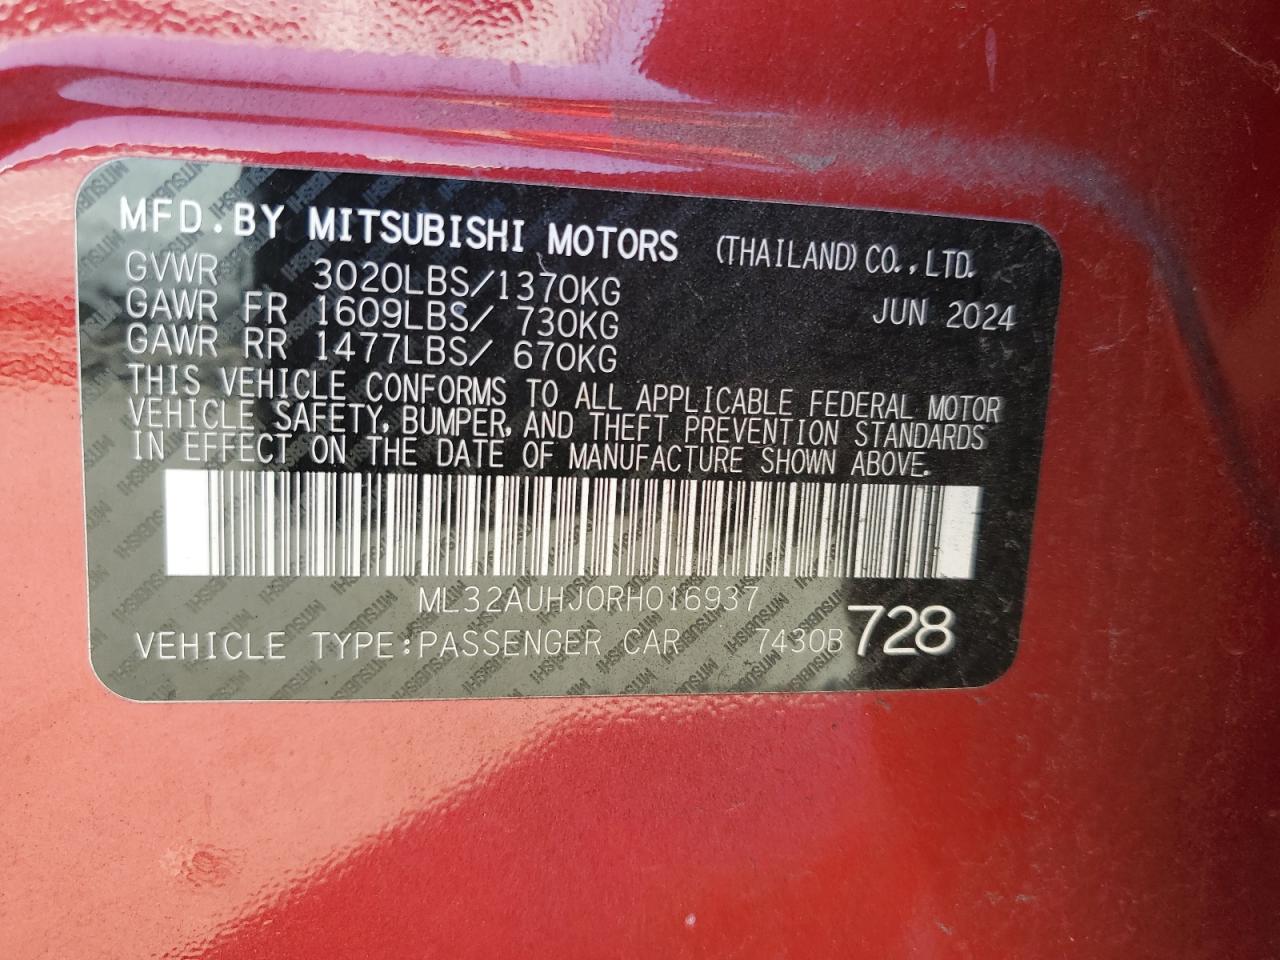 MFD.BY MITSUBISHI MOTORS (THAILAND) CO.,LTD.
GVWR 3020LBS/1370KG
JUN 2024
GAWR FR 1609LBS/ 730KG
GAWR RR 1477LBS/ 670KG
THIS VEHICLE CONFORMS TO ALL APPLICABLE FEDERAL MOTOR
VEHICLE SAFETY, BUMPER, AND THEFT PREVENTION STANDARDS
IN EFFECT ON THE DATE OF MANUFACTURE SHOWN ABOVE.
ML32AUHJ0RH016937
VEHICLE TYPE:PASSENGER CAR 7430B 728